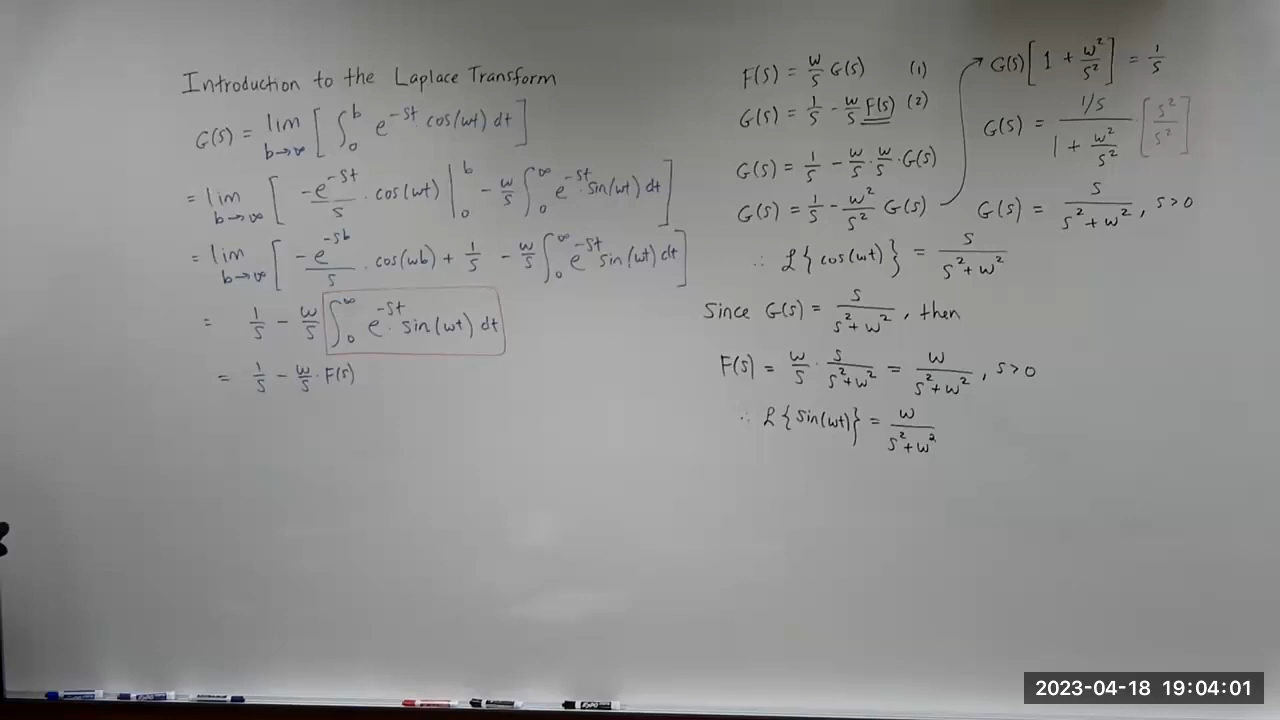 Introduction to the Laplace Transform
G(s) = lim b→∞ [ ∫₀ᵇ e^{-st} cos(wt) dt ]
= lim b→∞ [ -e^{-st}/s · cos(wt) |₀ᵇ - w/s ∫₀^∞ e^{-st} · sin(wt) dt ]
= lim b→∞ [ -e^{-sb}/s · cos(wb) + 1/s - w/s ∫₀^∞ e^{-st} sin(wt) dt ]
= 1/s - w/s ∫₀^∞ e^{-st} · sin(wt) dt
= 1/s - w/s · F(s)
F(s) = w/s G(s) (1)
G(s) = 1/s - w/s F(s) (2)
G(s) = 1/s - w/s · w/s · G(s)
G(s) = 1/s - w²/s² G(s)
G(s) [ 1 + w²/s² ] = 1/s
G(s) = (1/s)/(1 + w²/s²) · [ s²/s² ]
G(s) = s/(s² + w²), s > 0
∴ ℒ{cos(wt)} = s/(s² + w²)
Since G(s) = s/(s² + w²), then
F(s) = w/s · s/(s² + w²) = w/(s² + w²), s > 0
∴ ℒ{sin(wt)} = w/(s² + w²)
2023-04-18 19:04:01